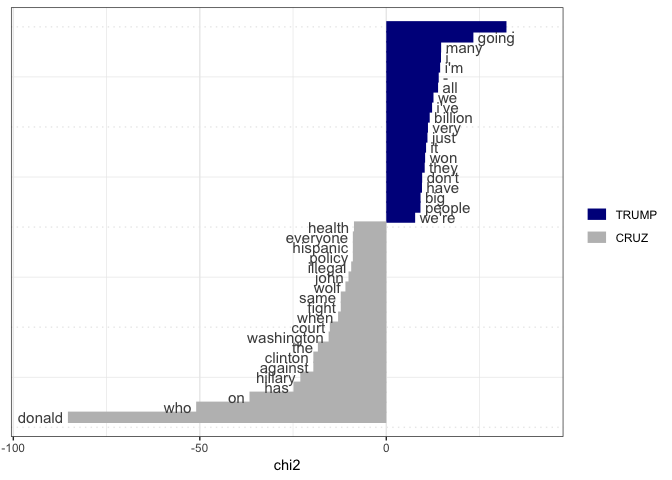 going
many
i
i'm
-
all
we
i've
billion
very
just
it
won
they
don't
have
big
people
we're
health
everyone
hispanic
policy
illegal
john
wolf
same
fight
when
court
washington
the
clinton
against
hillary
has
on
who
donald
TRUMP
CRUZ
-100
-50
0
chi2